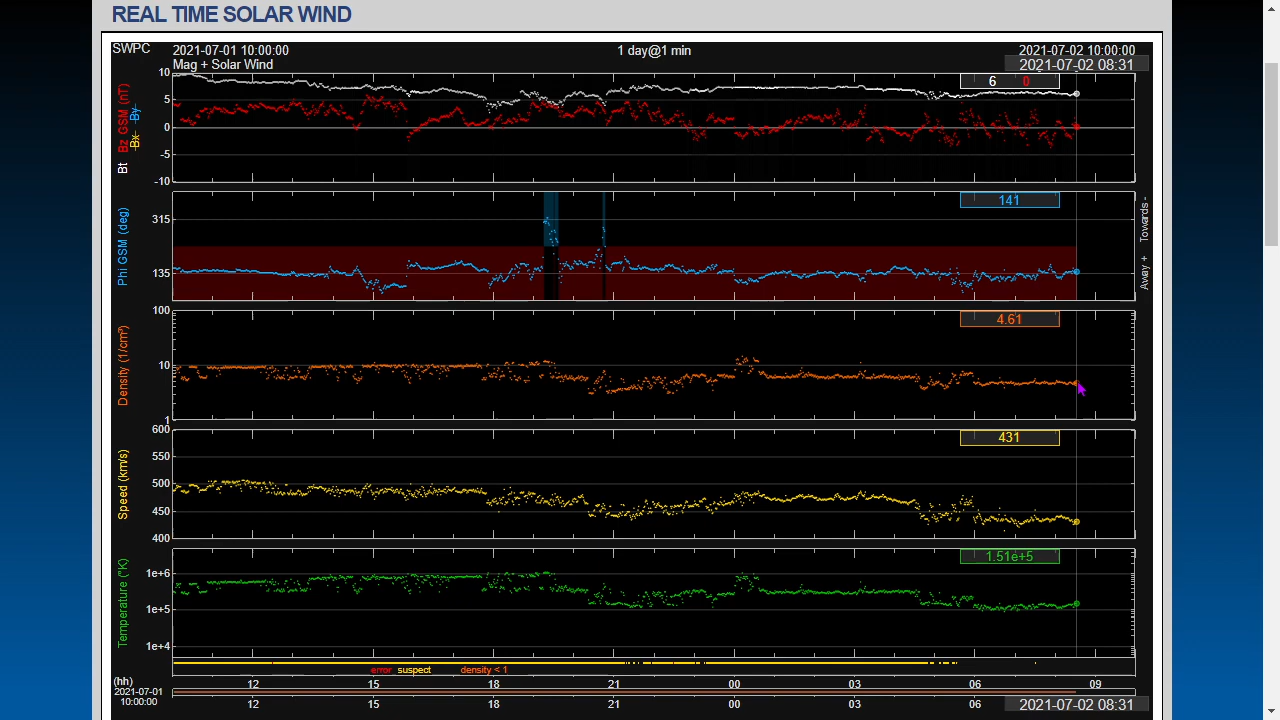 REAL TIME SOLAR WIND
SWPC 2021-07-01 10:00:00 1 day@1 min 2021-07-02 10:00:00
Mag + Solar Wind 2021-07-02 08:31
Bt Bz GSM (nT)
-Bx- -By-
10
5
0
-5
-10
6 0
Phi GSM (deg)
315
135
141
Away + Towards -
Density (1/cm³)
100
10
1
4.61
Speed (km/s)
600
550
500
450
400
431
Temperature (°K)
1e+6
1e+5
1e+4
1.51e+5
error suspect density < 1
(hh) 12 15 18 21 00 03 06 09
2021-07-01
10:00:00 12 15 18 21 00 03 06 2021-07-02 08:31